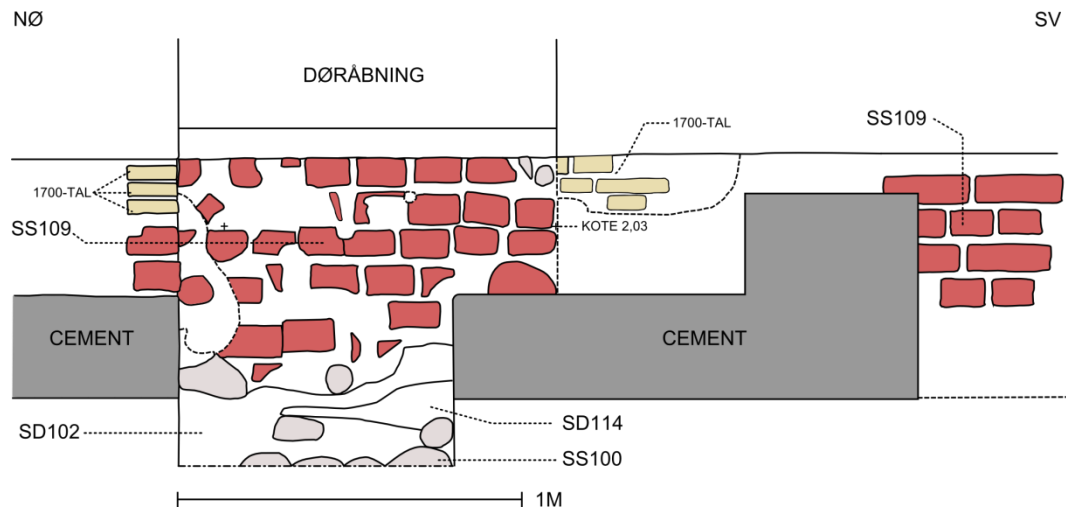 NØ
SV
DØRÅBNING
1700-TAL
SS109
1700-TAL
SS109
KOTE 2,03
CEMENT
CEMENT
SD102
SD114
SS100
1M